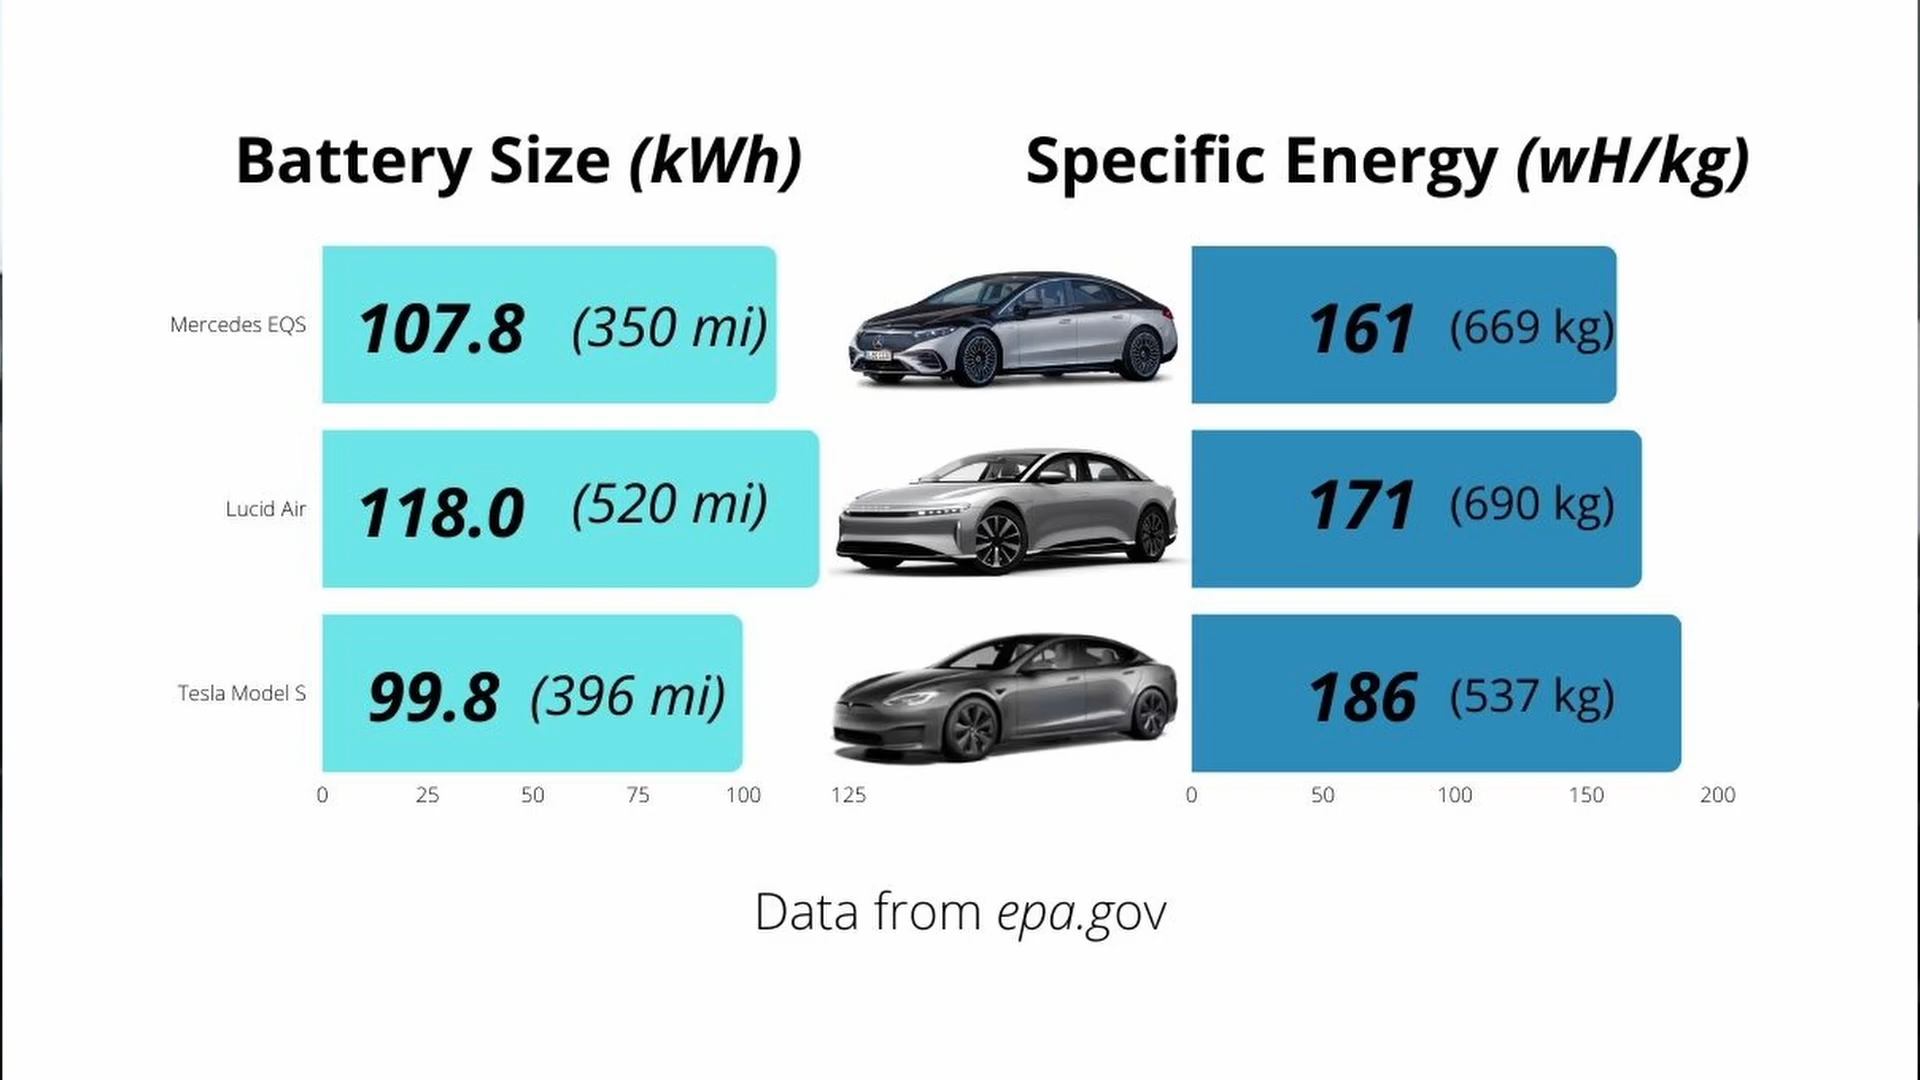 Battery Size (kWh)
Specific Energy (wH/kg)
Mercedes EQS
107.8 (350 mi)
161 (669 kg)
Lucid Air
118.0 (520 mi)
171 (690 kg)
Tesla Model S
99.8 (396 mi)
186 (537 kg)
0 25 50 75 100 125
0 50 100 150 200
Data from epa.gov